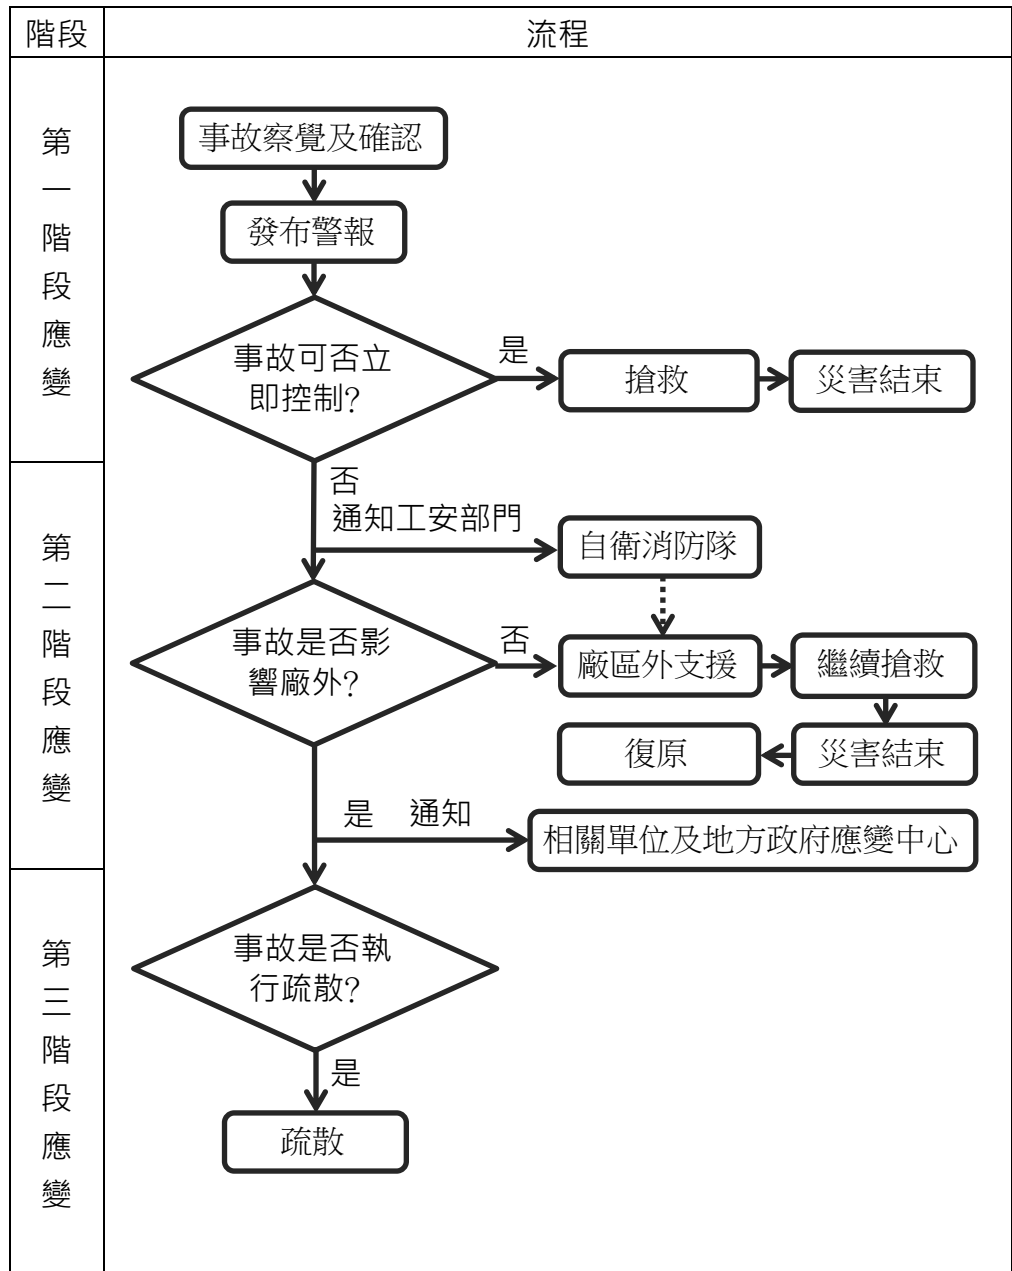 階段
流程
第一階段應變
事故察覺及確認
發布警報
事故可否立
即控制?
是
搶救
災害結束
第二階段應變
否
通知工安部門
自衛消防隊
事故是否影
響廠外?
否
廠區外支援
繼續搶救
復原
災害結束
是 通知
相關單位及地方政府應變中心
第三階段應變
事故是否執
行疏散?
是
疏散